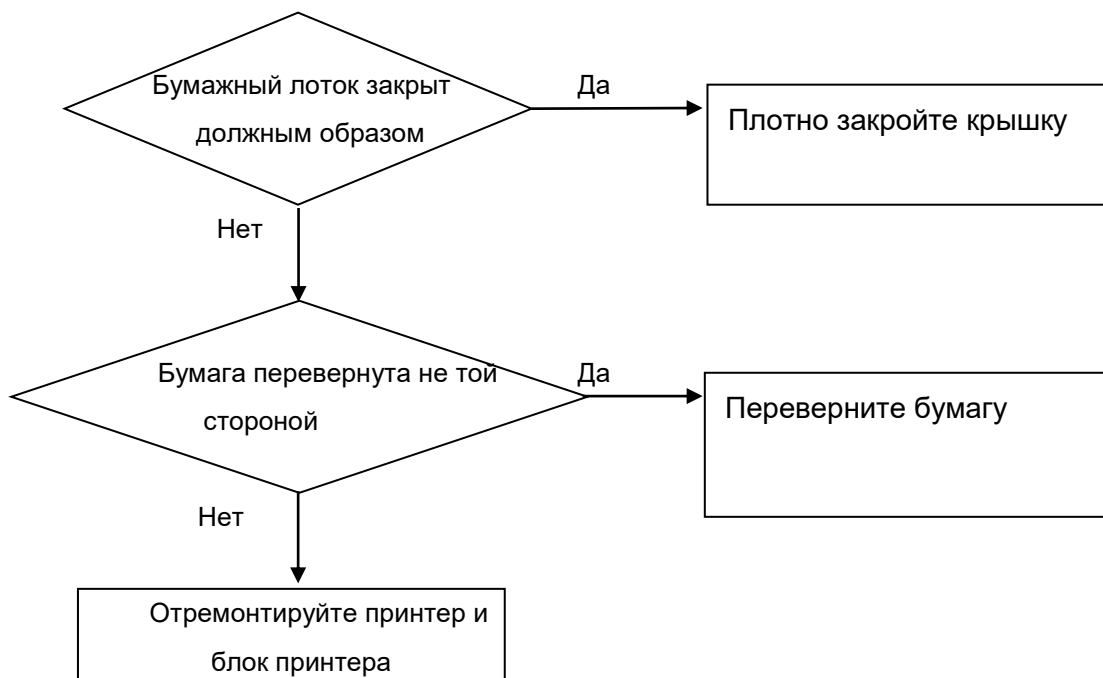 Бумажный лоток закрыт
должным образом
Да
Плотно закройте крышку
Нет
Бумага перевернута не той
стороной
Да
Переверните бумагу
Нет
Отремонтируйте принтер и
блок принтера